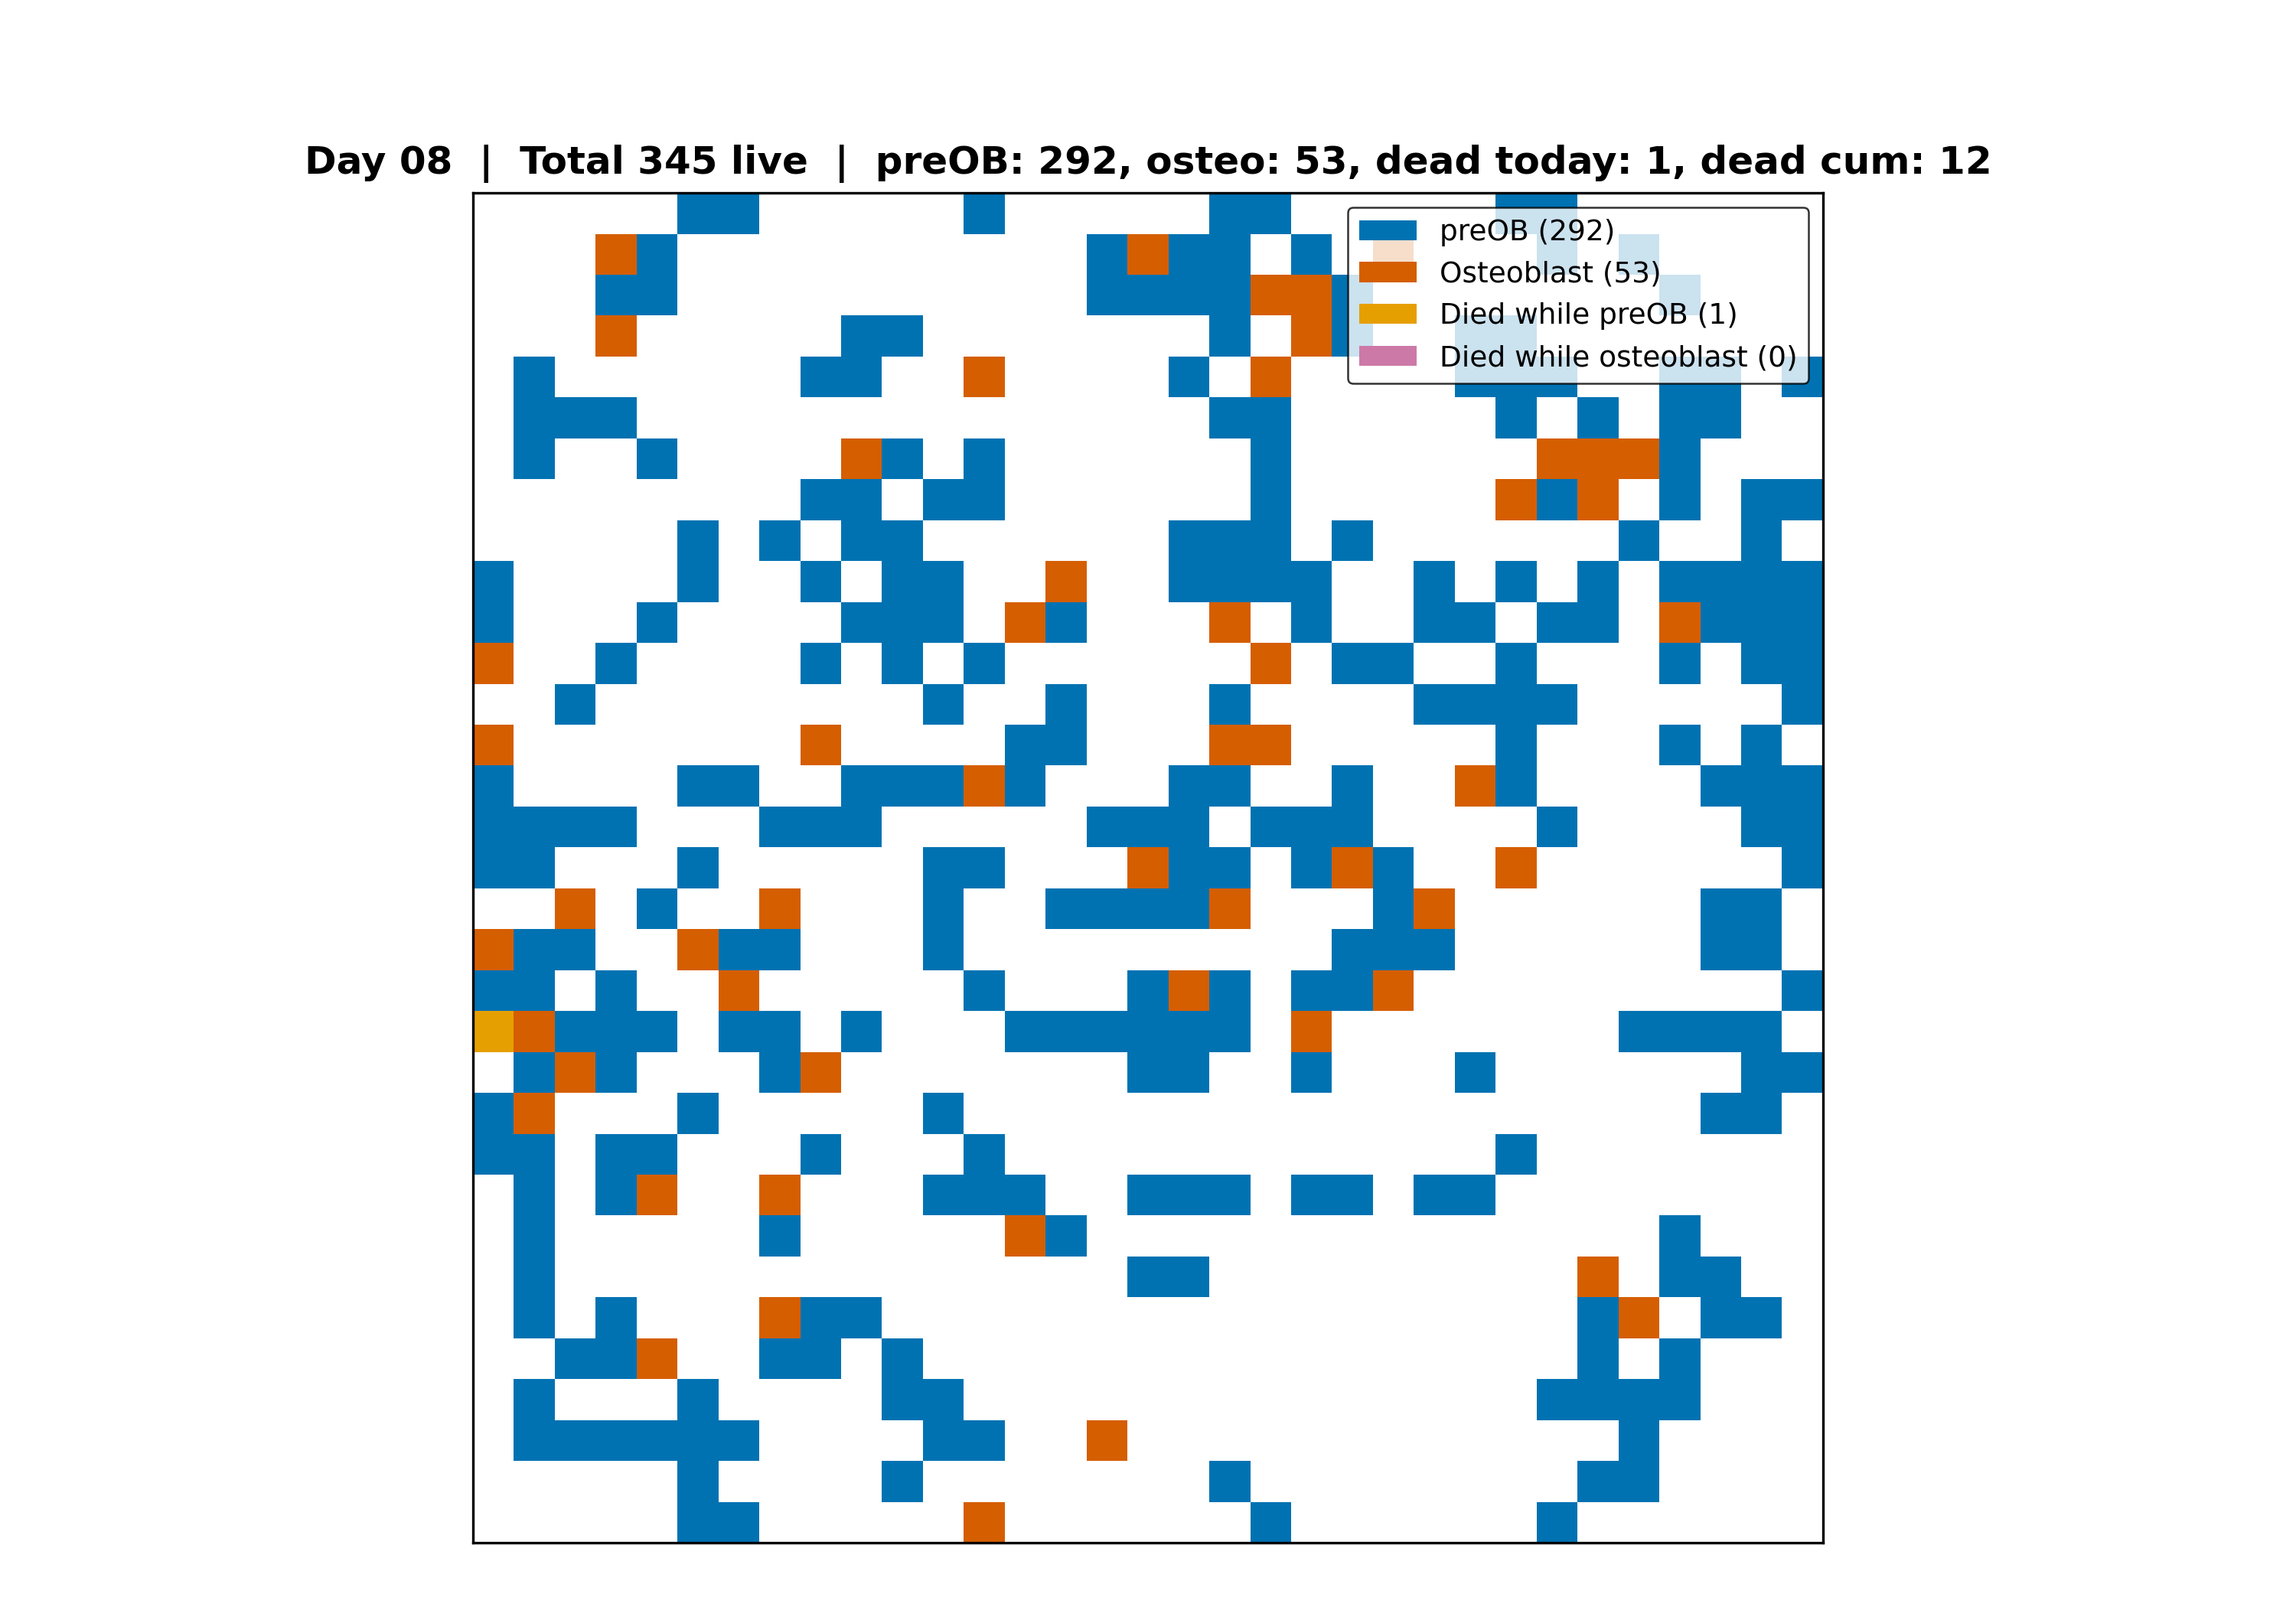 Day 08 | Total 345 live | preOB: 292, osteo: 53, dead today: 1, dead cum: 12
preOB (292)
Osteoblast (53)
Died while preOB (1)
Died while osteoblast (0)